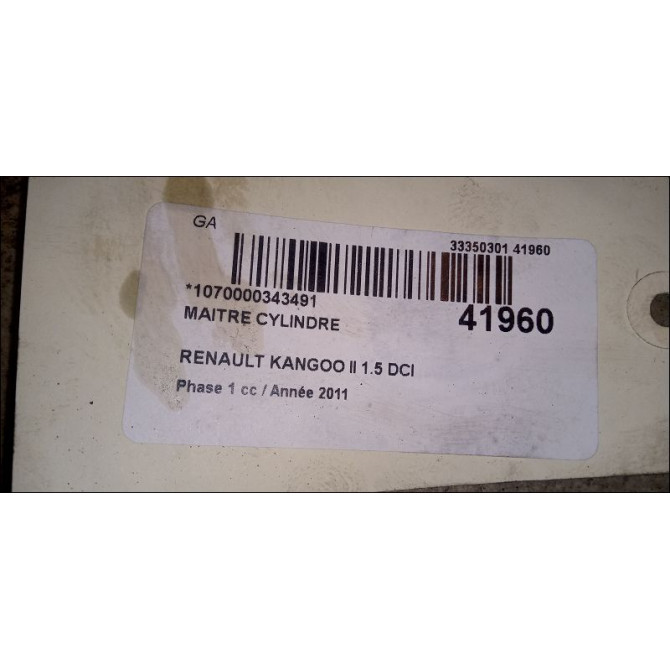 GA
33350301 41960
*1070000343491
MAITRE CYLINDRE
41960
RENAULT KANGOO II 1.5 DCI
Phase 1 cc / Année 2011